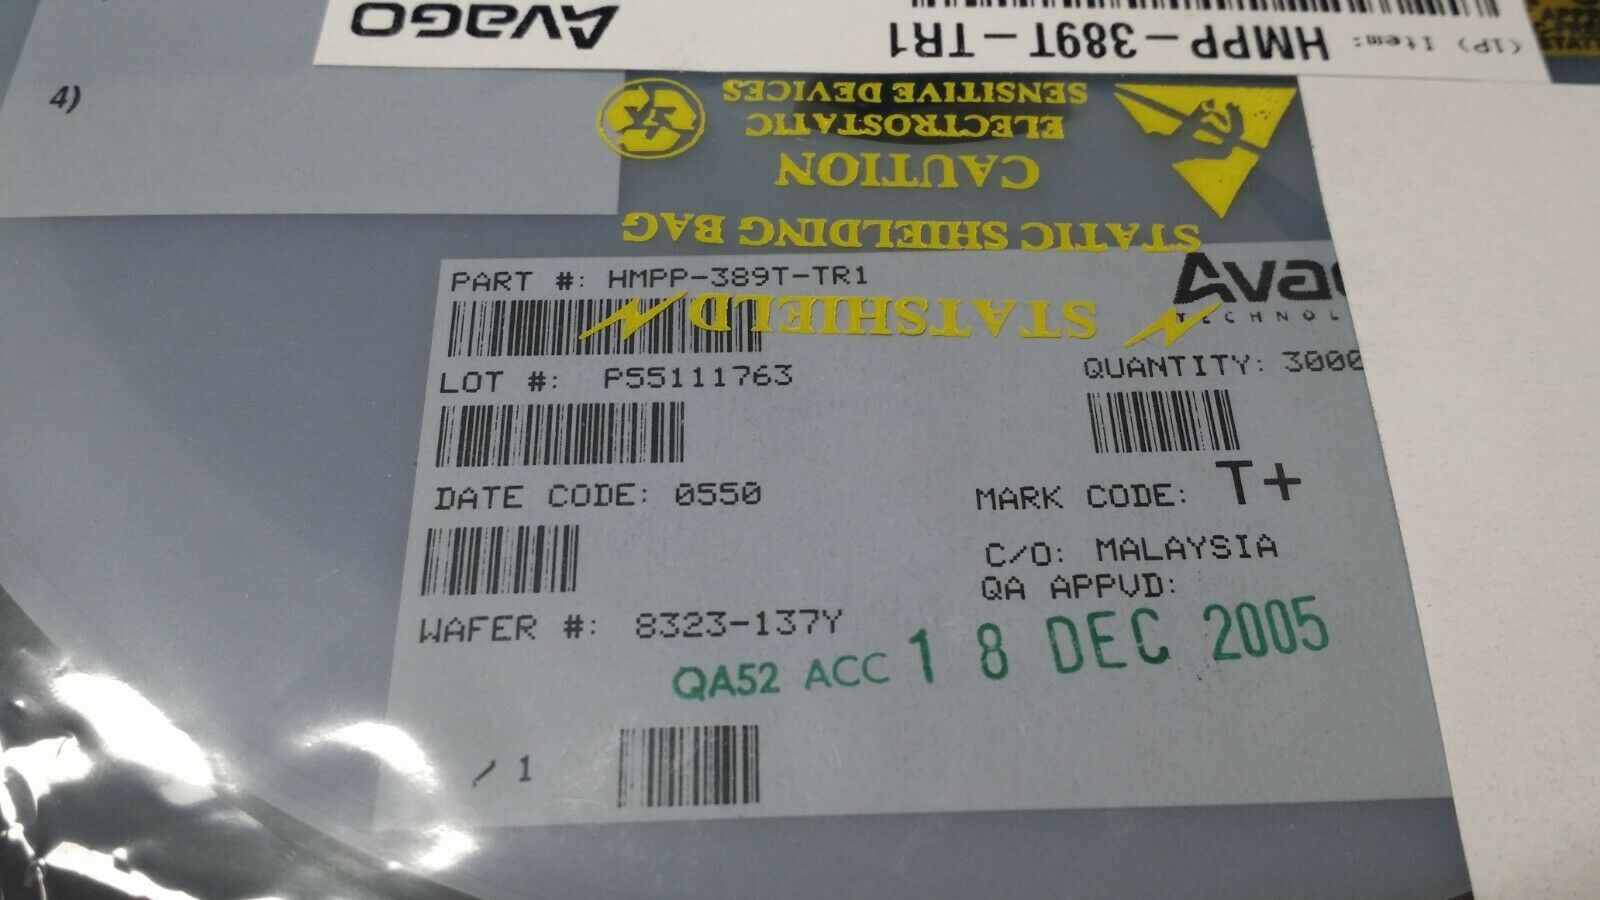 AVAGO
(1P) Item: HMPP-389T-TR1
4)
STATSHIELD
STATIC SHIELDING BAG
CAUTION
ELECTROSTATIC
SENSITIVE DEVICES
PART #: HMPP-389T-TR1
Avago
TECHNOL
LOT #: P55111763
QUANTITY: 3000
DATE CODE: 0550
MARK CODE: T+
C/O: MALAYSIA
QA APPVD:
WAFER #: 8323-137Y
QA52 ACC 18 DEC 2005
/ 1